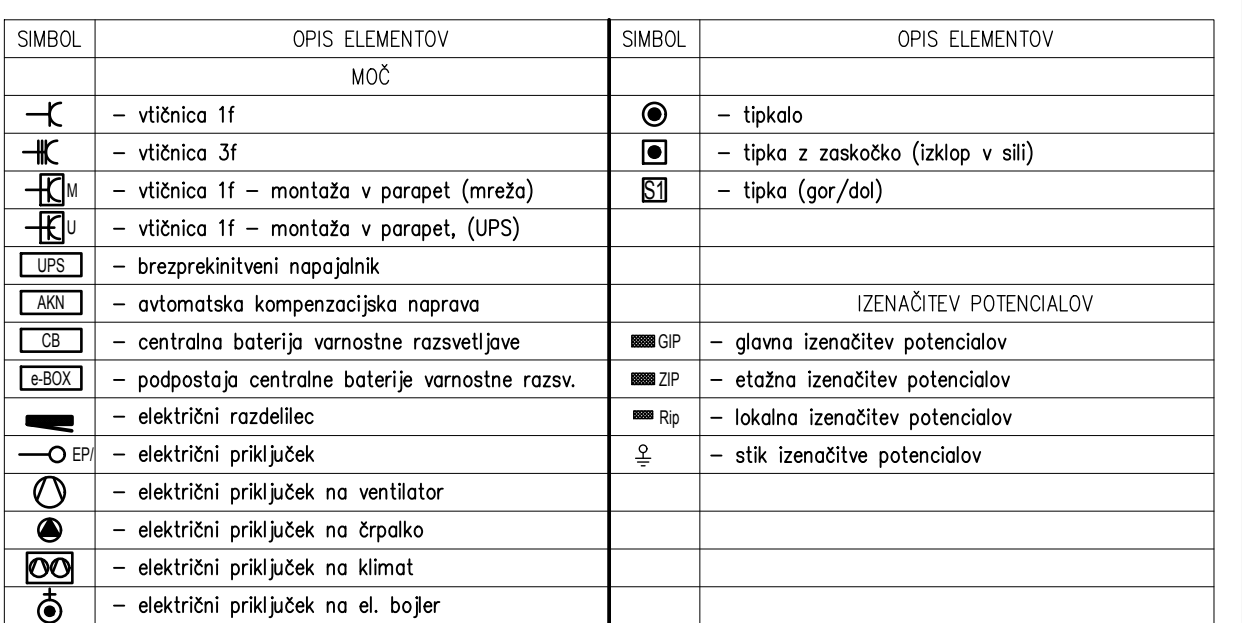 SIMBOL OPIS ELEMENTOV SIMBOL OPIS ELEMENTOV
MOČ
– vtičnica 1f – tipkalo
– vtičnica 3f – tipka z zaskočko (izklop v sili)
M – vtičnica 1f – montaža v parapet (mreža) S1 – tipka (gor/dol)
U – vtičnica 1f – montaža v parapet, (UPS)
UPS – brezprekinitveni napajalnik
AKN – avtomatska kompenzacijska naprava IZENAČITEV POTENCIALOV
CB – centralna baterija varnostne razsvetljave GIP – glavna izenačitev potencialov
e-BOX – podpostaja centralne baterije varnostne razsv. ZIP – etažna izenačitev potencialov
– električni razdelilec Rip – lokalna izenačitev potencialov
EP/ – električni priključek – stik izenačitve potencialov
– električni priključek na ventilator
– električni priključek na črpalko
– električni priključek na klimat
– električni priključek na el. bojler